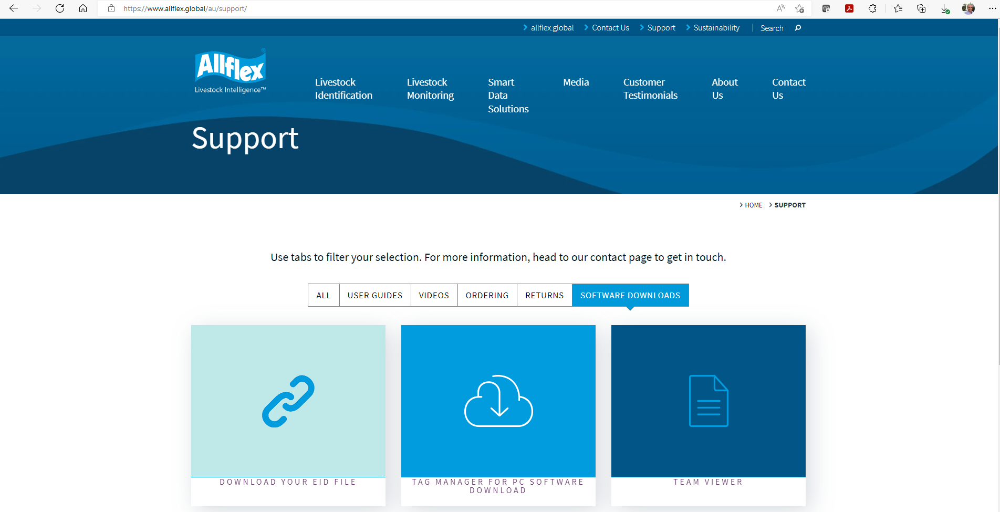 https://www.allflex.global/au/support/
allflex.global
Contact Us
Support
Sustainability
Search
Allflex®
Livestock Intelligence™
Livestock
Identification
Livestock
Monitoring
Smart
Data
Solutions
Media
Customer
Testimonials
About
Us
Contact
Us
Support
HOME
SUPPORT
Use tabs to filter your selection. For more information, head to our contact page to get in touch.
ALL
USER GUIDES
VIDEOS
ORDERING
RETURNS
SOFTWARE DOWNLOADS
DOWNLOAD YOUR EID FILE
TAG MANAGER FOR PC SOFTWARE
DOWNLOAD
TEAM VIEWER